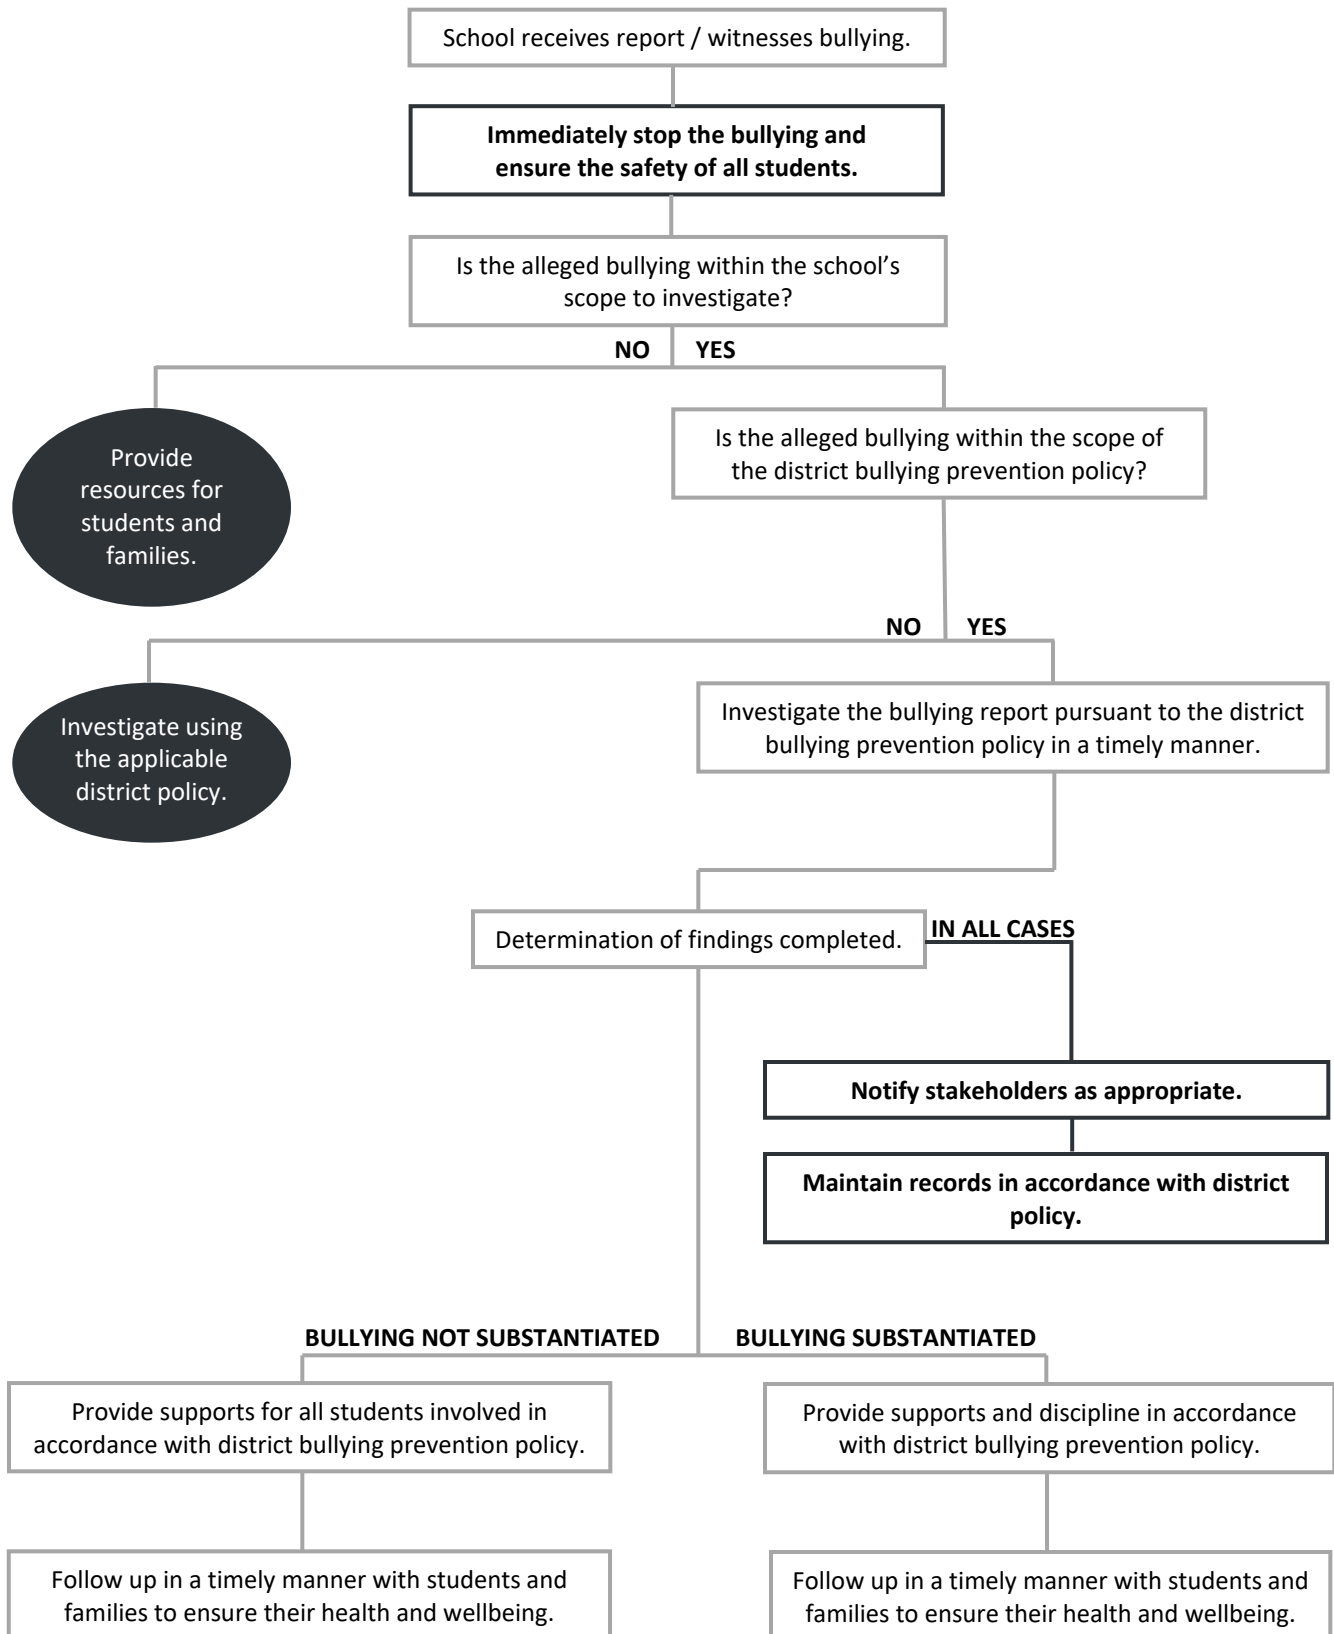 School receives report / witnesses bullying.
Immediately stop the bullying and
ensure the safety of all students.
Is the alleged bullying within the school’s
scope to investigate?
NO YES
Provide
resources for
students and
families.
Is the alleged bullying within the scope of
the district bullying prevention policy?
NO YES
Investigate using
the applicable
district policy.
Investigate the bullying report pursuant to the district
bullying prevention policy in a timely manner.
Determination of findings completed.
IN ALL CASES
Notify stakeholders as appropriate.
Maintain records in accordance with district
policy.
BULLYING NOT SUBSTANTIATED
BULLYING SUBSTANTIATED
Provide supports for all students involved in
accordance with district bullying prevention policy.
Provide supports and discipline in accordance
with district bullying prevention policy.
Follow up in a timely manner with students and
families to ensure their health and wellbeing.
Follow up in a timely manner with students and
families to ensure their health and wellbeing.